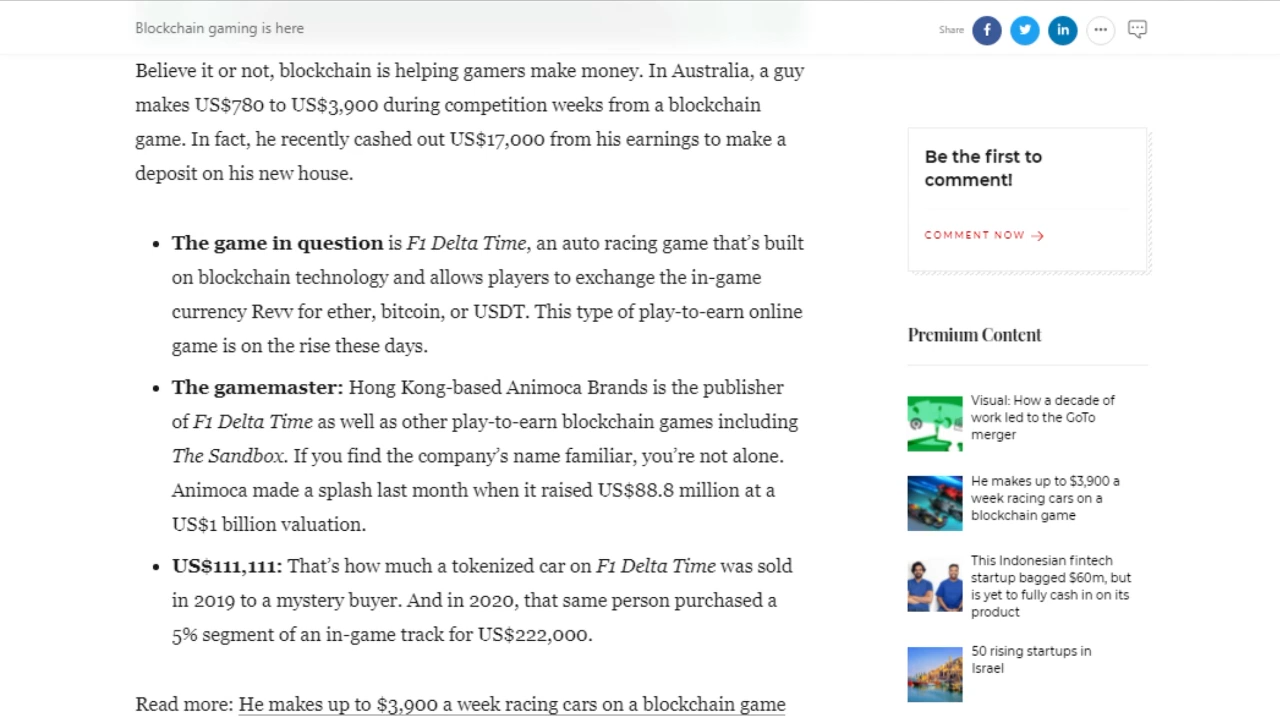 Blockchain gaming is here
Share
Believe it or not, blockchain is helping gamers make money. In Australia, a guy
makes US$780 to US$3,900 during competition weeks from a blockchain
game. In fact, he recently cashed out US$17,000 from his earnings to make a
deposit on his new house.
• The game in question is F1 Delta Time, an auto racing game that's built
on blockchain technology and allows players to exchange the in-game
currency Revv for ether, bitcoin, or USDT. This type of play-to-earn online
game is on the rise these days.
• The gamemaster: Hong Kong-based Animoca Brands is the publisher
of F1 Delta Time as well as other play-to-earn blockchain games including
The Sandbox. If you find the company's name familiar, you're not alone.
Animoca made a splash last month when it raised US$88.8 million at a
US$1 billion valuation.
• US$111,111: That's how much a tokenized car on F1 Delta Time was sold
in 2019 to a mystery buyer. And in 2020, that same person purchased a
5% segment of an in-game track for US$222,000.
Read more: He makes up to $3,900 a week racing cars on a blockchain game
Be the first to
comment!
COMMENT NOW →
Premium Content
Visual: How a decade of
work led to the GoTo
merger
He makes up to $3,900 a
week racing cars on a
blockchain game
This Indonesian fintech
startup bagged $60m, but
is yet to fully cash in on its
product
50 rising startups in
Israel